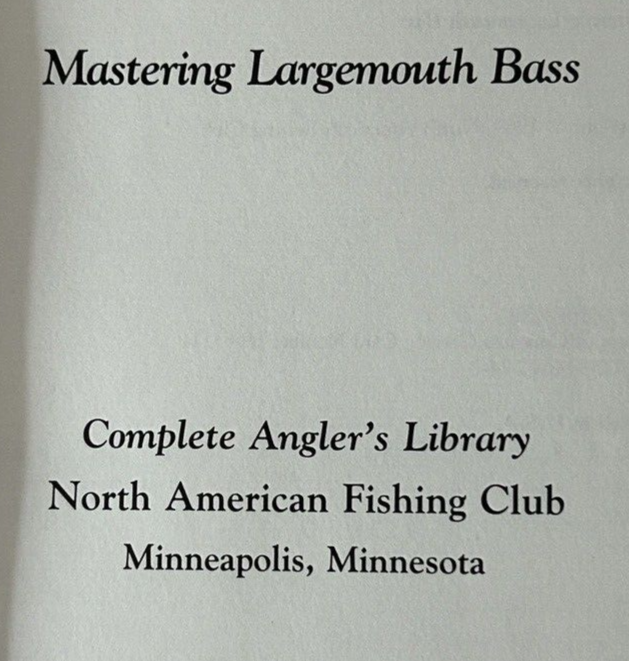 Mastering Largemouth Bass
Complete Angler's Library
North American Fishing Club
Minneapolis, Minnesota